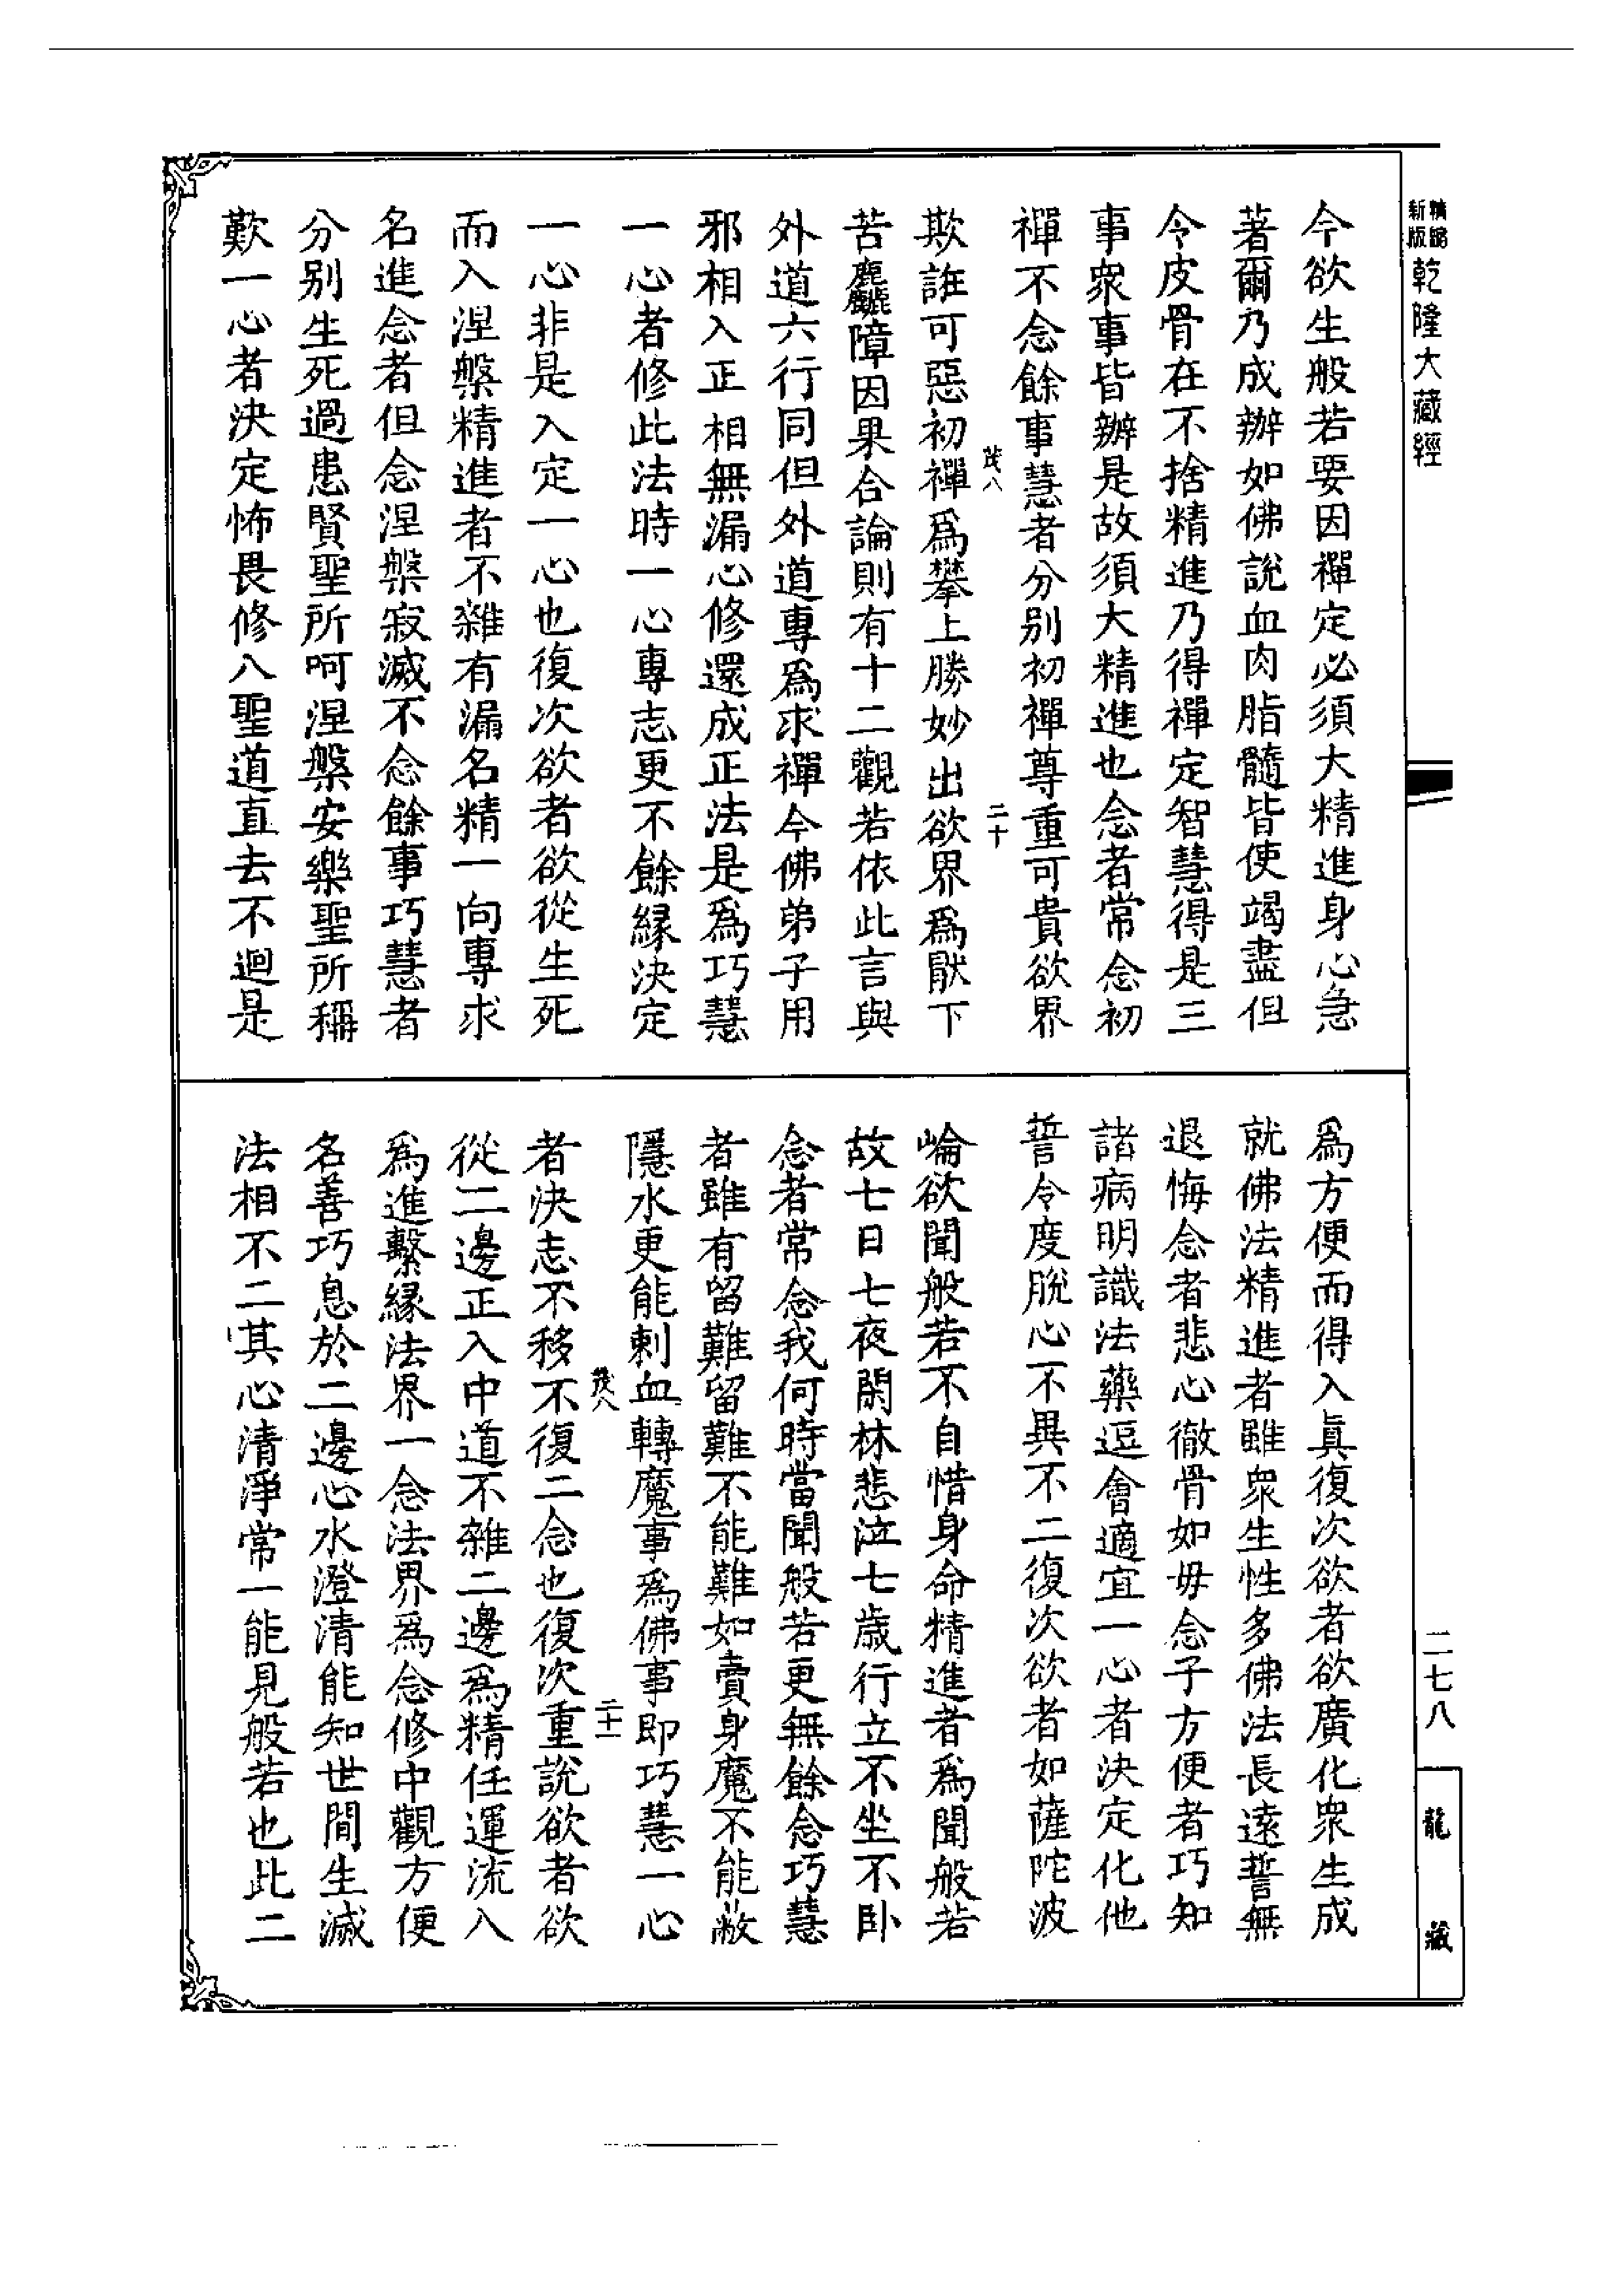 精縮新版乾隆大藏經
今欲生般若要因禪定必須大精進身心急
著爾乃成辦如佛說血肉脂髓皆使竭盡但
令皮骨在不捨精進乃得禪定智慧得是三
事衆事皆辦是故須大精進也念者常念初
禪不念餘事慧者分别初禪尊重可貴欲界
茂八 二十
欺誑可惡初禪爲攀上勝妙出欲界爲猒下
苦麤障因果合論則有十二觀若依此言與
外道六行同但外道專爲求禪今佛弟子用
邪相入正相無漏心修還成正法是爲巧慧
一心者修此法時一心專志更不餘縁決定
一心非是入定一心也復次欲者欲從生死
而入涅槃精進者不雜有漏名精一向專求
名進念者但念涅槃寂滅不念餘事巧慧者
分别生死過患賢聖所呵涅槃安樂聖所稱
歎一心者決定怖畏修八聖道直去不迴是
爲方便而得入眞復次欲者欲廣化衆生成
就佛法精進者雖衆生性多佛法長遠誓無
退悔念者悲心徹骨如母念子方便者巧知
諸病明識法藥逗會適宜一心者決定化他
誓令度脫心不異不二復次欲者如薩陀波
崘欲聞般若不自惜身命精進者爲聞般若
故七日七夜閑林悲泣七歲行立不坐不臥
念者常念我何時當聞般若更無餘念巧慧
者雖有留難留難不能難如賣身魔不能蔽
隱水更能刺血轉魔事爲佛事即巧慧一心
茂八 二十一
者決志不移不復二念也復次重說欲者欲
從二邊正入中道不雜二邊爲精任運流入
爲進繫縁法界一念法界爲念修中觀方便
名善巧息於二邊心水澄清能知世間生滅
法相不二其心清淨常一能見般若也此二
二七八
龍藏